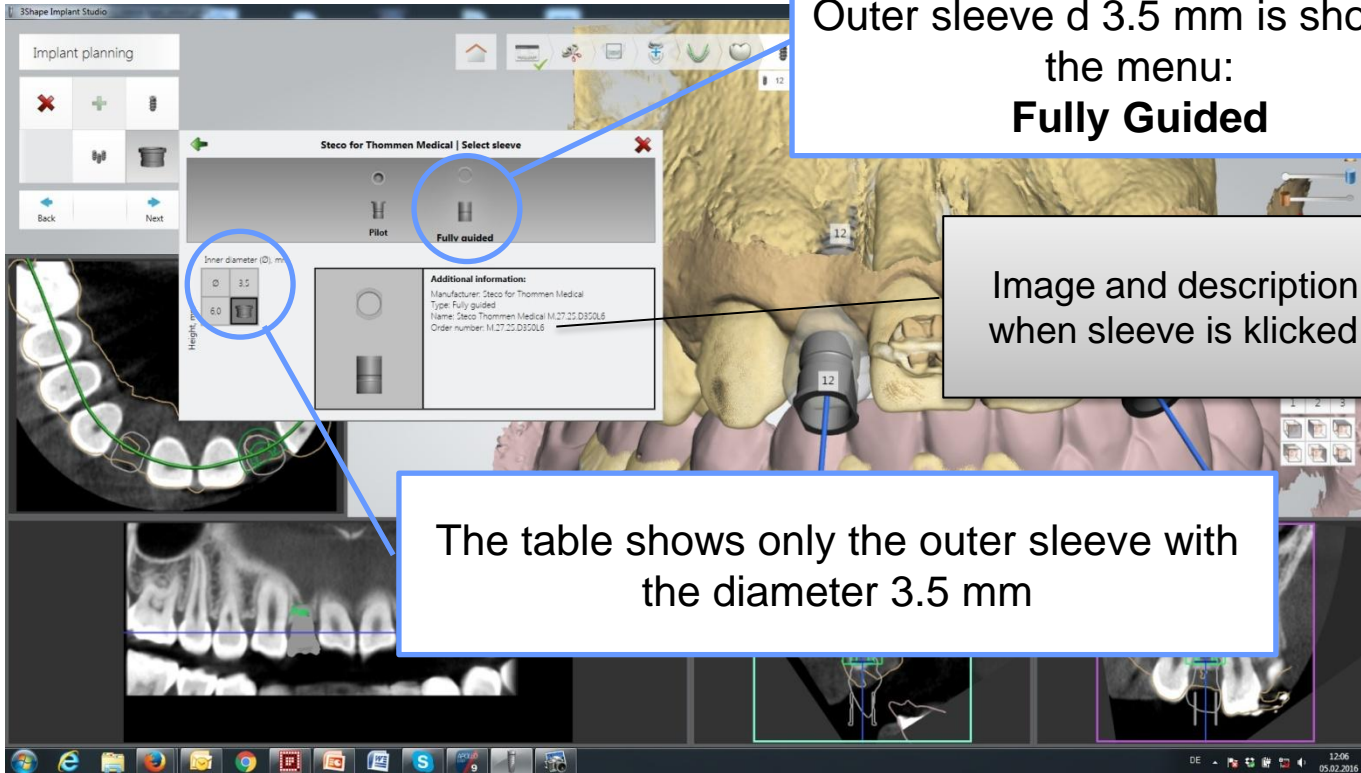 3Shape Implant Studio
Implant planning
Back
Next
12
Outer sleeve d 3.5 mm is
the menu:
Fully Guided
Steco for Thommen Medical | Select sleeve
Pilot
Fully guided
Inner diameter (Ø), mm
Ø 3.5
6.0
Height,
Additional information:
Manufacturer: Steco for Thommen Medical
Type: Fully guided
Name: Steco Thommen Medical M.27.25.D350L6
Order number: M.27.25.D350L6
12
12
Image and description
when sleeve is klicked
1 2 3
The table shows only the outer sleeve with
the diameter 3.5 mm
9
DE
12:06
05.02.2016